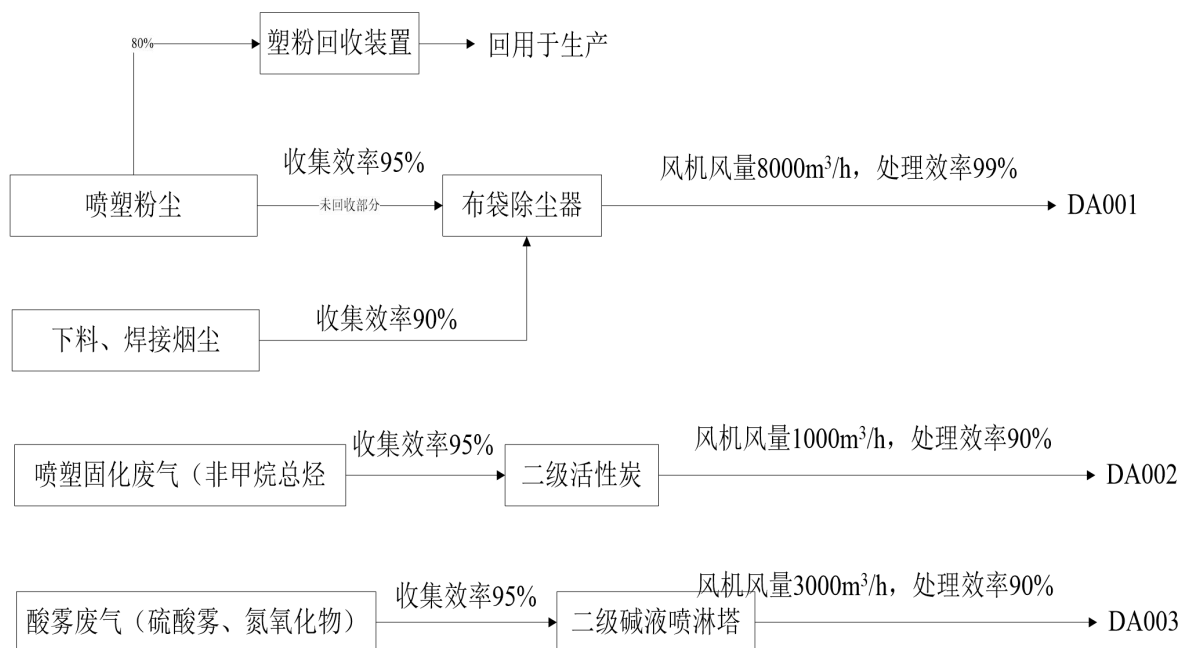 80%
塑粉回收装置
回用于生产
收集效率95%
风机风量8000m³/h，处理效率99%
喷塑粉尘
未回收部分
布袋除尘器
DA001
收集效率90%
下料、焊接烟尘
收集效率95%
风机风量1000m³/h，处理效率90%
喷塑固化废气（非甲烷总烃
二级活性炭
DA002
收集效率95%
风机风量3000m³/h，处理效率90%
酸雾废气（硫酸雾、氮氧化物）
二级碱液喷淋塔
DA003